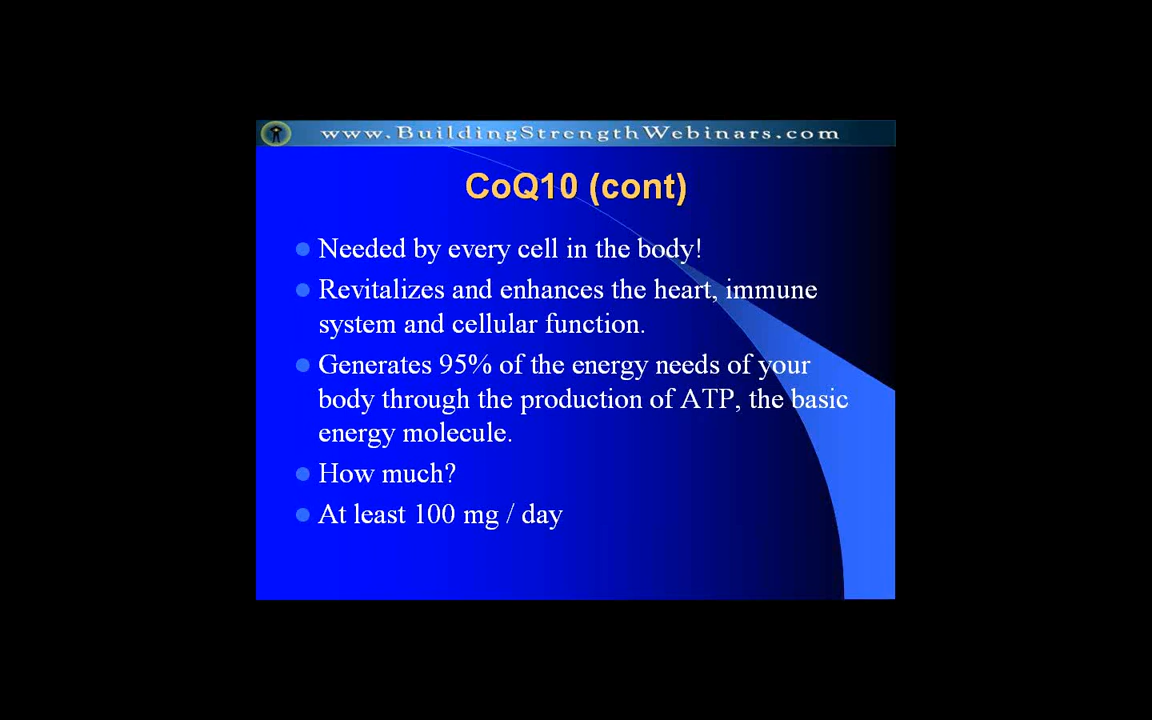 www.BuildingStrengthWebinars.com
CoQ10 (cont)
Needed by every cell in the body!
Revitalizes and enhances the heart, immune
system and cellular function.
Generates 95% of the energy needs of your
body through the production of ATP, the basic
energy molecule.
How much?
At least 100 mg / day